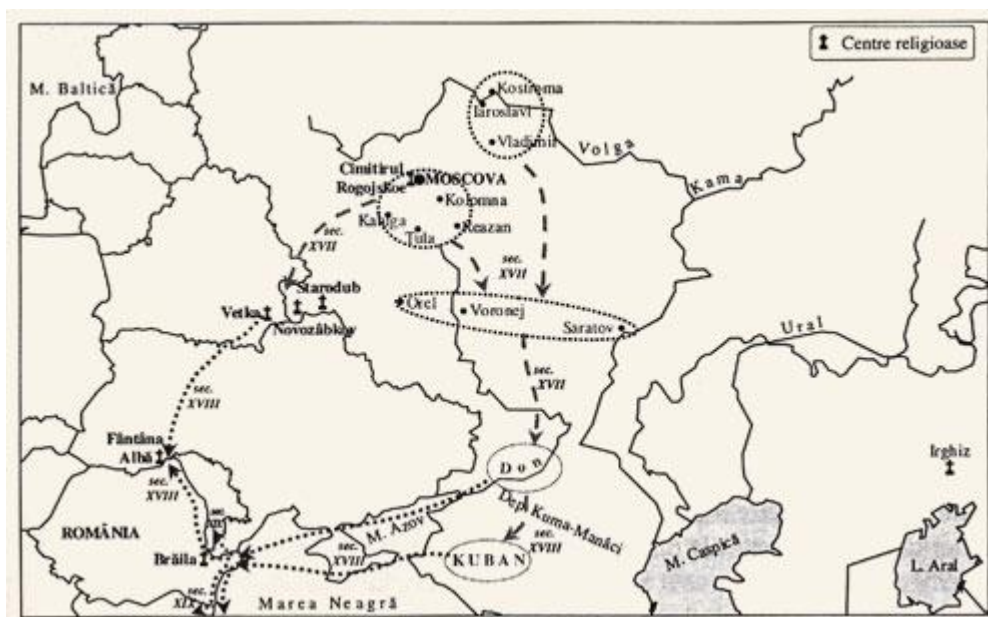 Centre religioase
M. Baltică
Kostroma
Iaroslavl
Vladimir
Volga
Kama
Cimitirul
Rogojskoe
MOSCOVA
Kolomna
Kaluga
Reazan
Tula
sec.
XVII
sec.
XVII
Starodub
Vetka
Novozâbkov
Orel
Voronej
Saratov
Ural
sec.
XVII
sec.
XVIII
Fântâna
Albă
sec.
XVIII
Irghiz
Don
Dep. Kuma-Manâci
ROMÂNIA
M. Azov
sec.
XVIII
M. Caspică
L. Aral
Brăila
sec.
XVIII
KUBAN
sec.
XIX
Marea Neagră